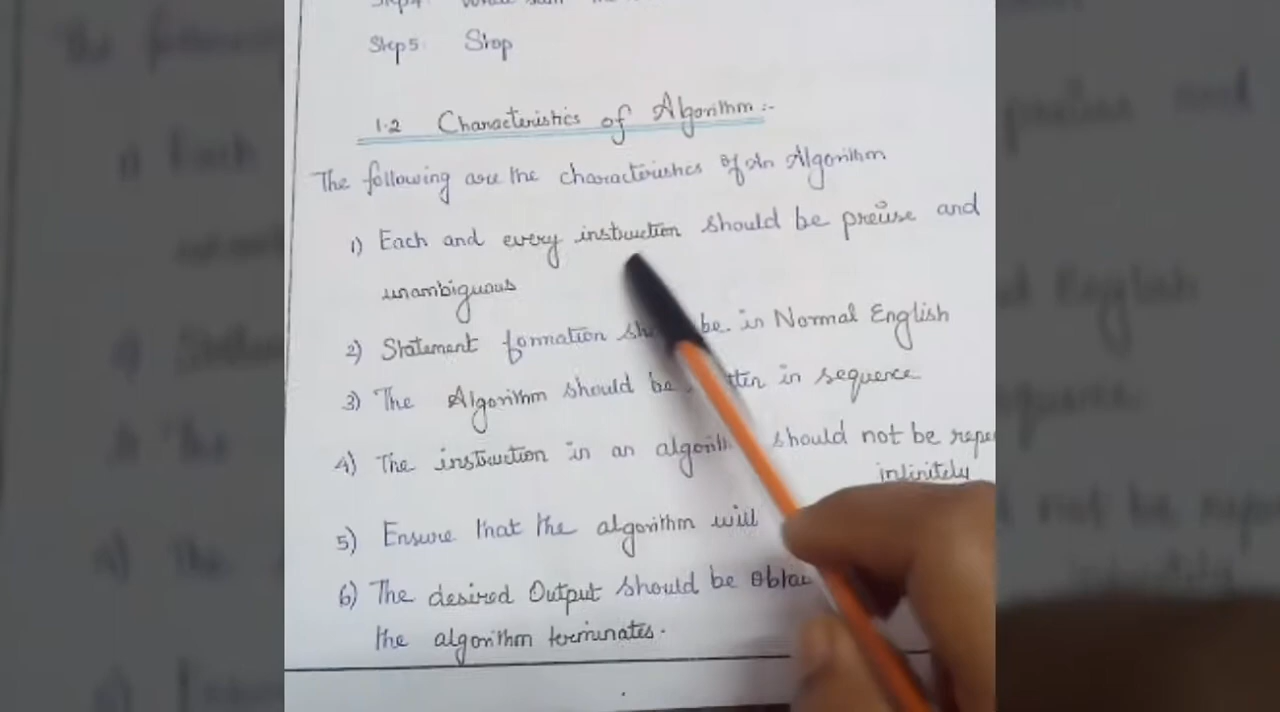 Step 5: Stop
1.2 Characteristics of Algorithm:-
The following are the characteristics of An Algorithm
1) Each and every instruction should be precise and
unambiguous
2) Statement formation be in Normal English
3) The Algorithm should be in sequence
4) The instruction in an should not be
infinitely
5) Ensure that the algorithm will
6) The desired Output should be
the algorithm terminates.